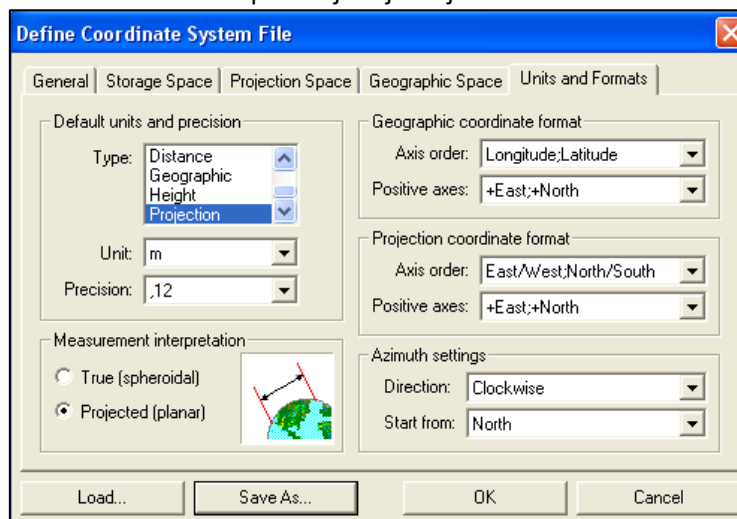 Define Coordinate System File
General
Storage Space
Projection Space
Geographic Space
Units and Formats
Default units and precision
Type:
Distance
Geographic
Height
Projection
Unit: m
Precision: ,12
Measurement interpretation
True (spheroidal)
Projected (planar)
Geographic coordinate format
Axis order: Longitude;Latitude
Positive axes: +East;+North
Projection coordinate format
Axis order: East/West;North/South
Positive axes: +East;+North
Azimuth settings
Direction: Clockwise
Start from: North
Load...
Save As...
OK
Cancel